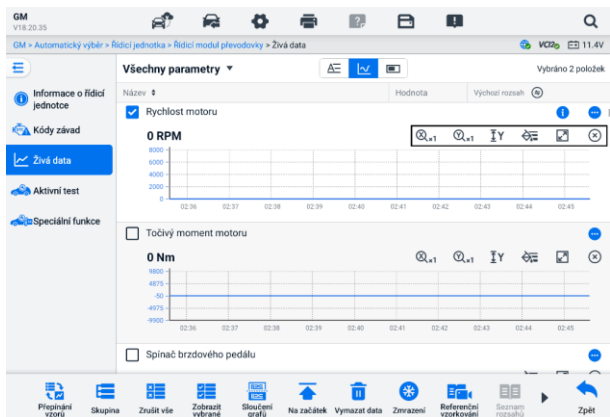 GM
V18.20.35
GM > Automatický výběr > Řídicí jednotka > Řídicí modul převodovky > Živá data
VCI 11.4V
Všechny parametry ▼
Vybráno 2 položek
Informace o řídicí jednotce
Kódy závad
Živá data
Aktivní test
Speciální funkce
Název Hodnota Výchozí rozsah
Rychlost motoru
0 RPM
X ×1 Y ×1 Y
8000
6000
4000
2000
0
02:36 02:37 02:38 02:39 02:40 02:41 02:42 02:43 02:44 02:45
Točivý moment motoru
0 Nm
X ×1 Y ×1 Y
9800
4875
-50
-4975
-9900
02:36 02:37 02:38 02:39 02:40 02:41 02:42 02:43 02:44 02:45
Spínač brzdového pedálu
Přepínání vzorů
Skupina
Zrušit vše
Zobrazit vybrané
Sloučení grafu
Na začátek
Vymazat data
Zmrazení
Referenční vzorkování
Seznam rozsahů
Zpět